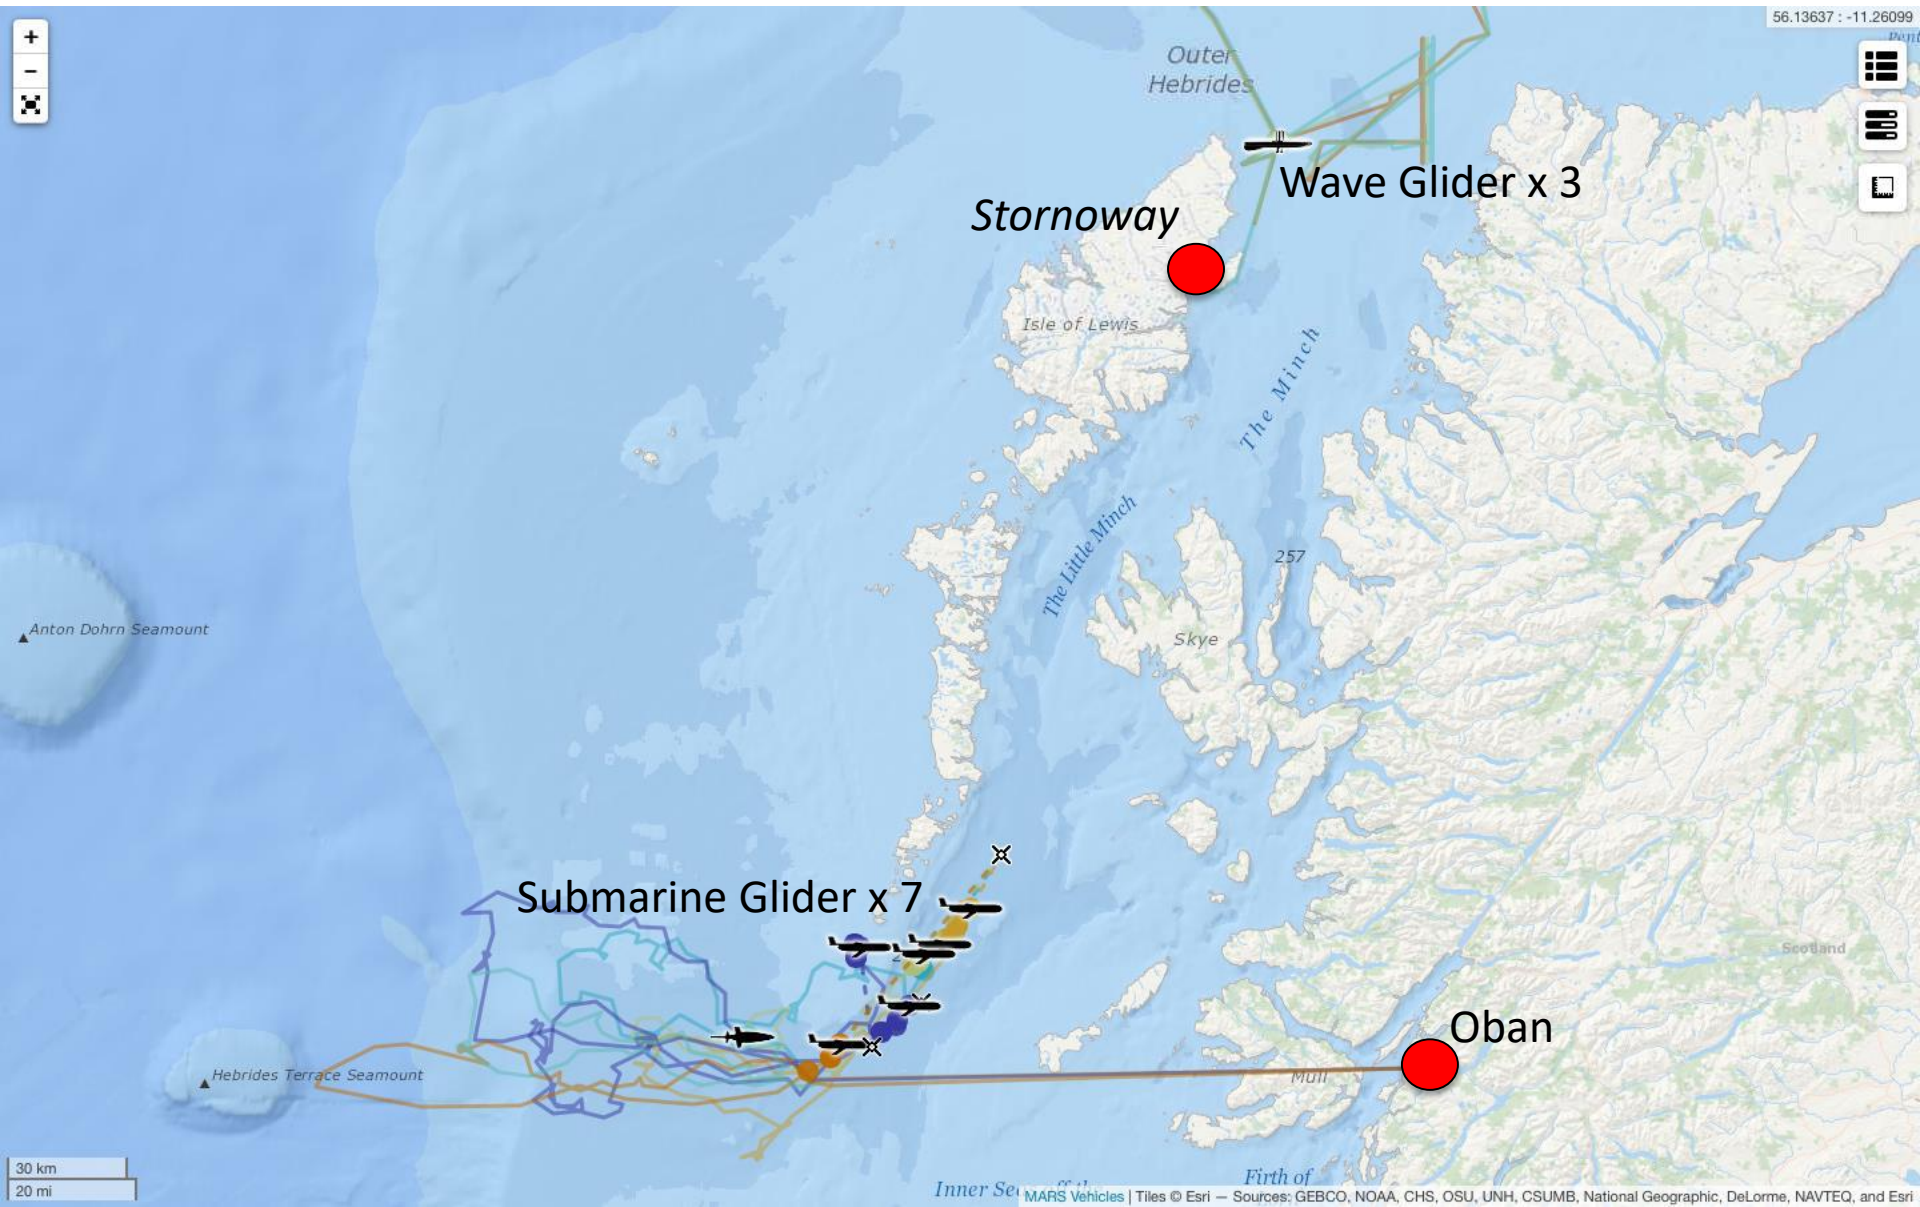 +
−
56.13637 : -11.26099
Outer
Hebrides
Wave Glider x 3
Stornoway
Isle of Lewis
The Minch
The Little Minch
257
Skye
Anton Dohrn Seamount
Submarine Glider x 7
Scotland
Oban
Mull
Hebrides Terrace Seamount
30 km
20 mi
Firth of
Inner
MARS Vehicles | Tiles © Esri — Sources: GEBCO, NOAA, CHS, OSU, UNH, CSUMB, National Geographic, DeLorme, NAVTEQ, and Esri